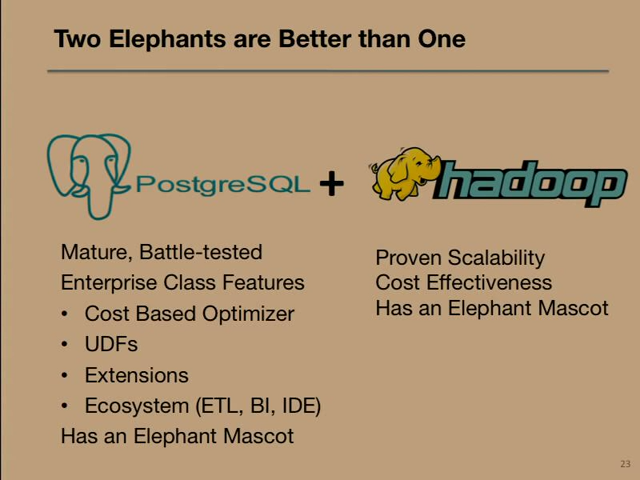 Two Elephants are Better than One
PostgreSQL + hadoop
Mature, Battle-tested
Enterprise Class Features
• Cost Based Optimizer
• UDFs
• Extensions
• Ecosystem (ETL, BI, IDE)
Has an Elephant Mascot
Proven Scalability
Cost Effectiveness
Has an Elephant Mascot
23